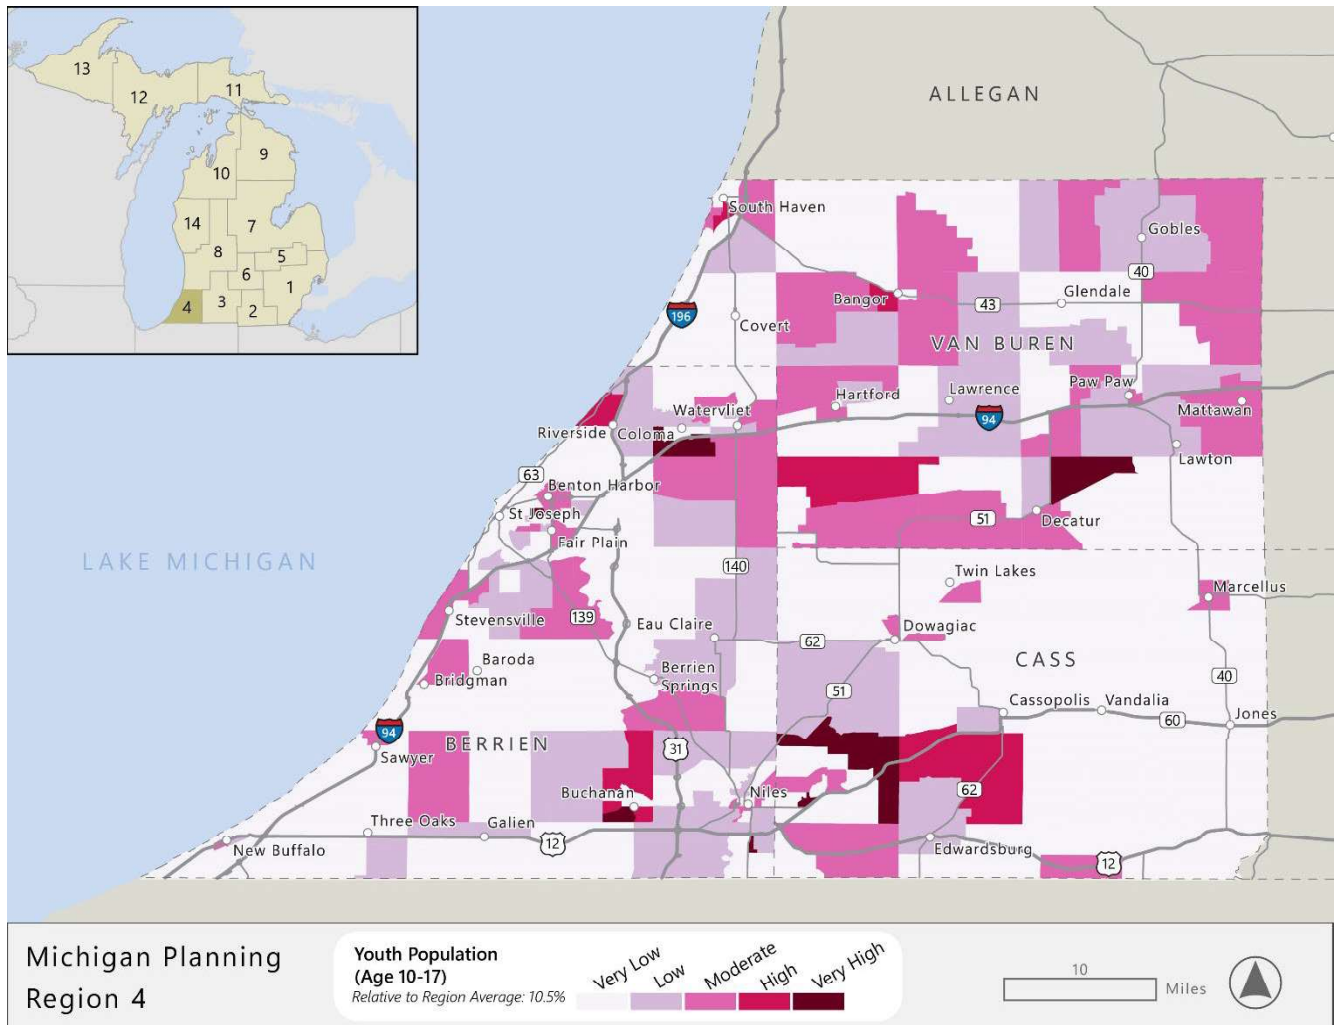 13
12
11
9
10
14
7
8
5
6
1
4
3
2
ALLEGAN
South Haven
Gobles
40
Bangor
43
Glendale
196
Covert
VAN BUREN
Hartford
Lawrence
Paw Paw
Mattawan
Watervliet
94
Riverside
Coloma
Lawton
63
Benton Harbor
St Joseph
51
Decatur
Fair Plain
LAKE MICHIGAN
140
Twin Lakes
Marcellus
Stevensville
139
Eau Claire
62
Dowagiac
CASS
Baroda
Berrien
Springs
Bridgman
51
40
Cassopolis
Vandalia
60
Jones
94
BERRIEN
31
Sawyer
Buchanan
Niles
62
Three Oaks
Galien
12
New Buffalo
Edwardsburg
12
Michigan Planning
Region 4
Youth Population
(Age 10-17)
Relative to Region Average: 10.5%
Very Low
Low
Moderate
High
Very High
10
Miles